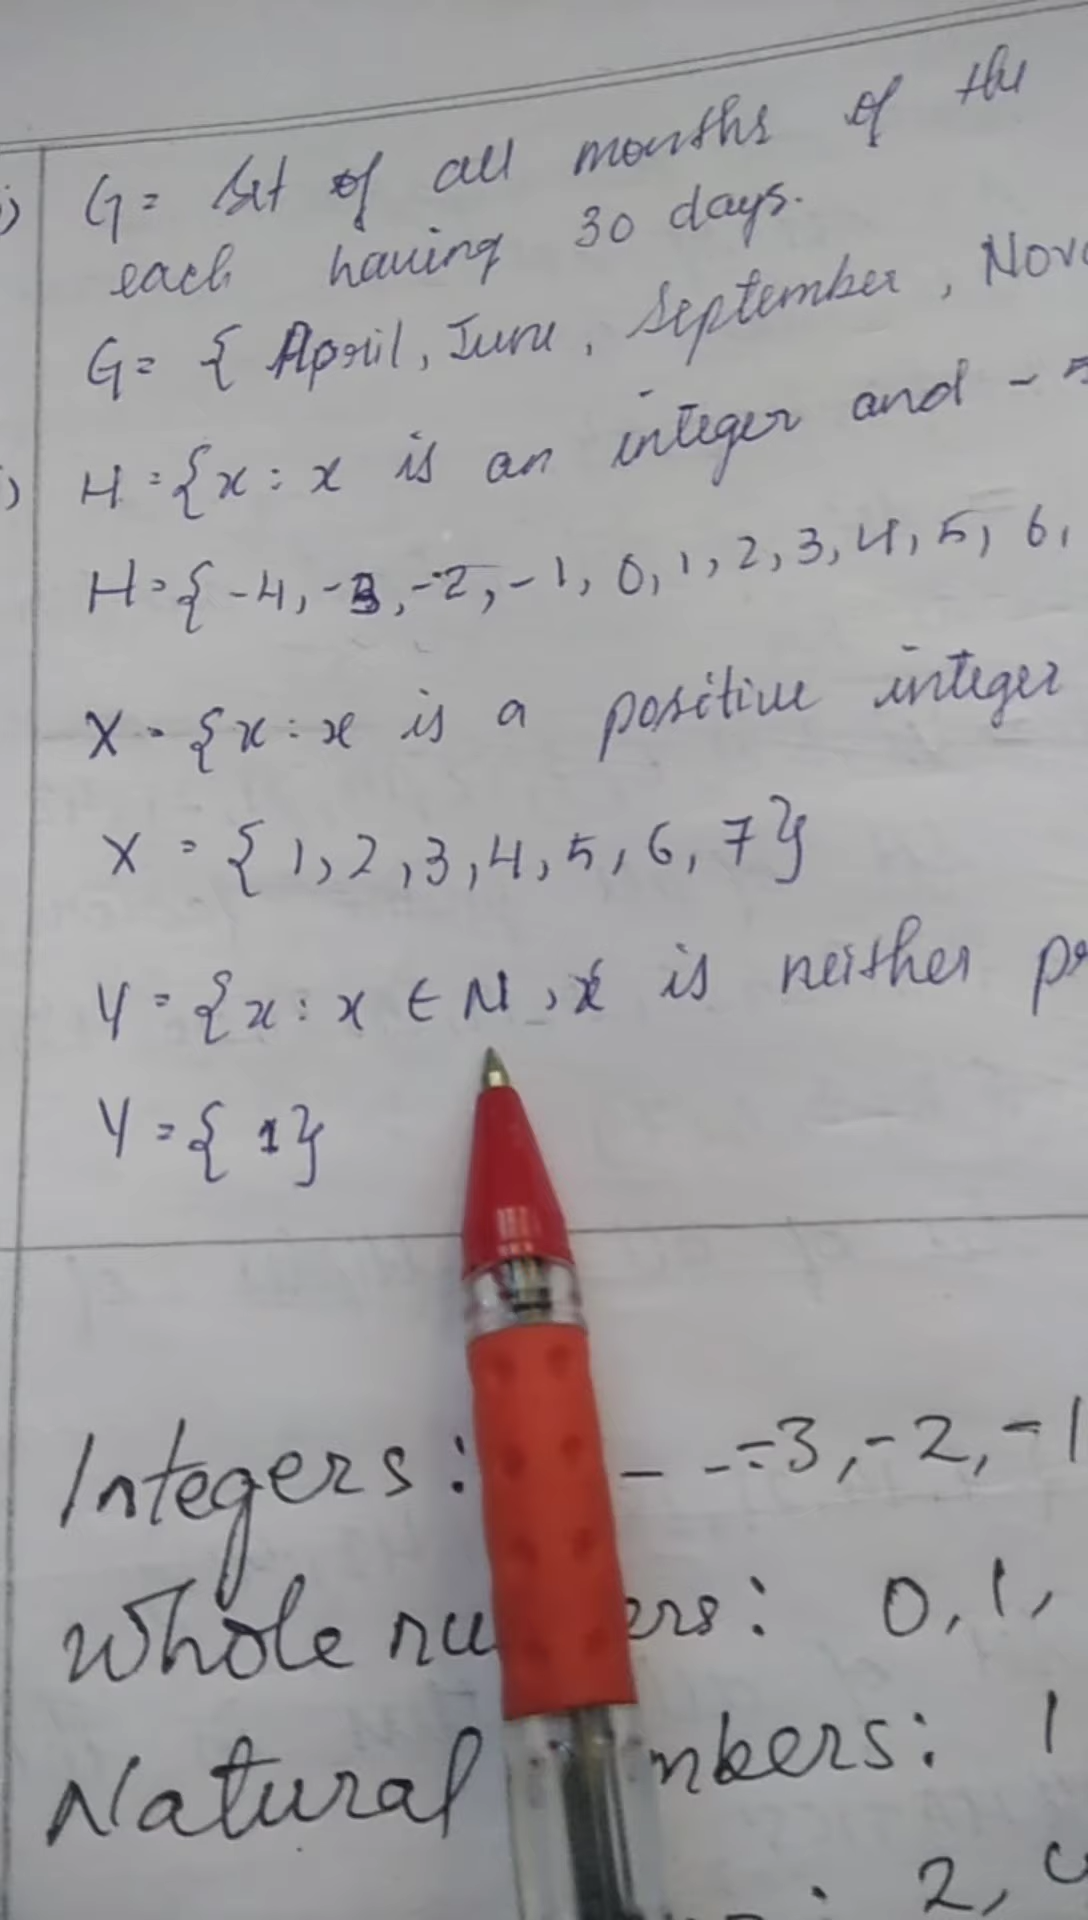 G = Set of all months of the
each having 30 days.
G = { April, June, September, Nov
H = {x : x is an integer and -
H = {-4, -3, -2, -1, 0, 1, 2, 3, 4, 5, 6,
X = {x : x is a positive integer
X = {1, 2, 3, 4, 5, 6, 7}
Y = {x : x ∈ N, x is neither
Y = { 1}
Integers : - - -3, -2, -1
Whole ers : 0, 1,
Natural mbers : 1
: 2,